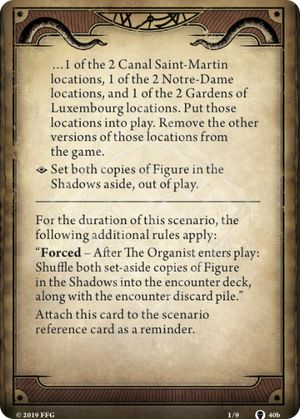 …1 of the 2 Canal Saint-Martin
locations, 1 of the 2 Notre-Dame
locations, and 1 of the 2 Gardens of
Luxembourg locations. Put those
locations into play. Remove the other
versions of those locations from
the game.
Set both copies of Figure in the
Shadows aside, out of play.
For the duration of this scenario, the
following additional rules apply:
“Forced – After The Organist enters play:
Shuffle both set-aside copies of Figure
in the Shadows into the encounter deck,
along with the encounter discard pile.”
Attach this card to the scenario
reference card as a reminder.
© 2019 FFG 1/9 40b